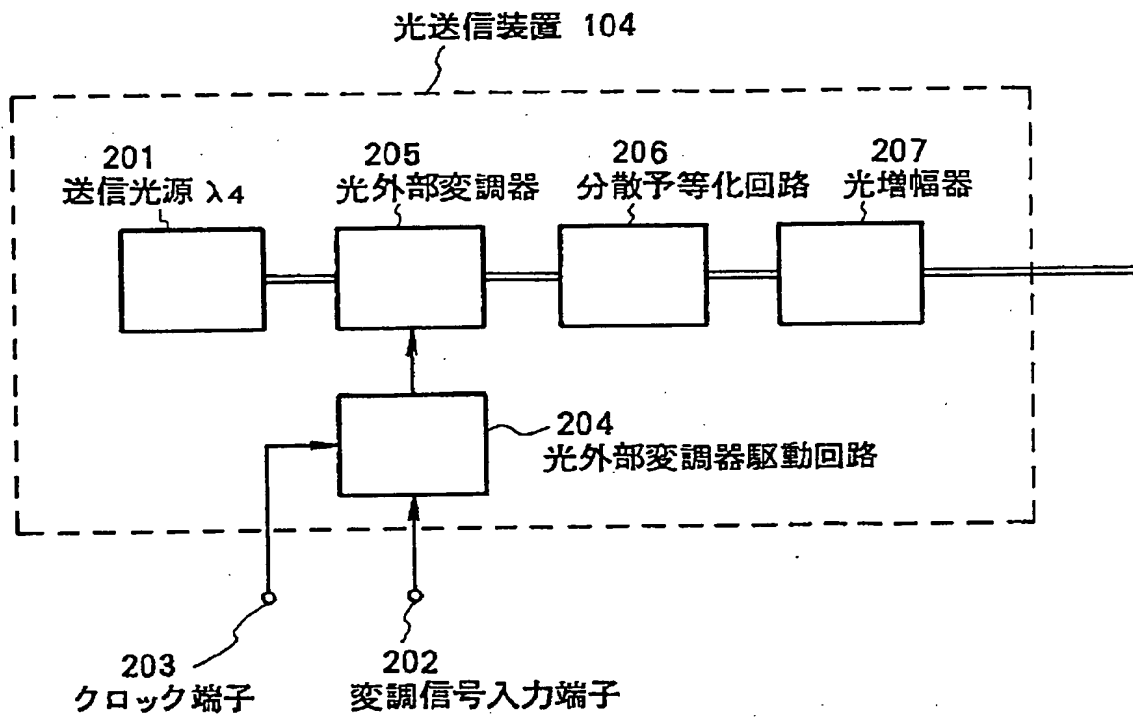 光送信装置 104
201
送信光源 λ4
205
光外部変調器
206
分散予等化回路
207
光増幅器
204
光外部変調器駆動回路
203
クロック端子
202
変調信号入力端子